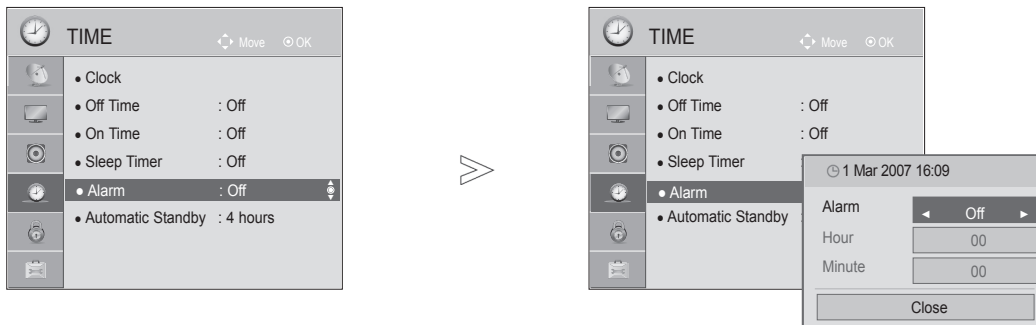 TIME
Move OK
• Clock
• Off Time : Off
• On Time : Off
• Sleep Timer : Off
• Alarm : Off
• Automatic Standby : 4 hours
TIME
Move OK
• Clock
• Off Time : Off
• On Time : Off
• Sleep Timer :
• Alarm
• Automatic Standby :
1 Mar 2007 16:09
Alarm ◄ Off ►
Hour 00
Minute 00
Close